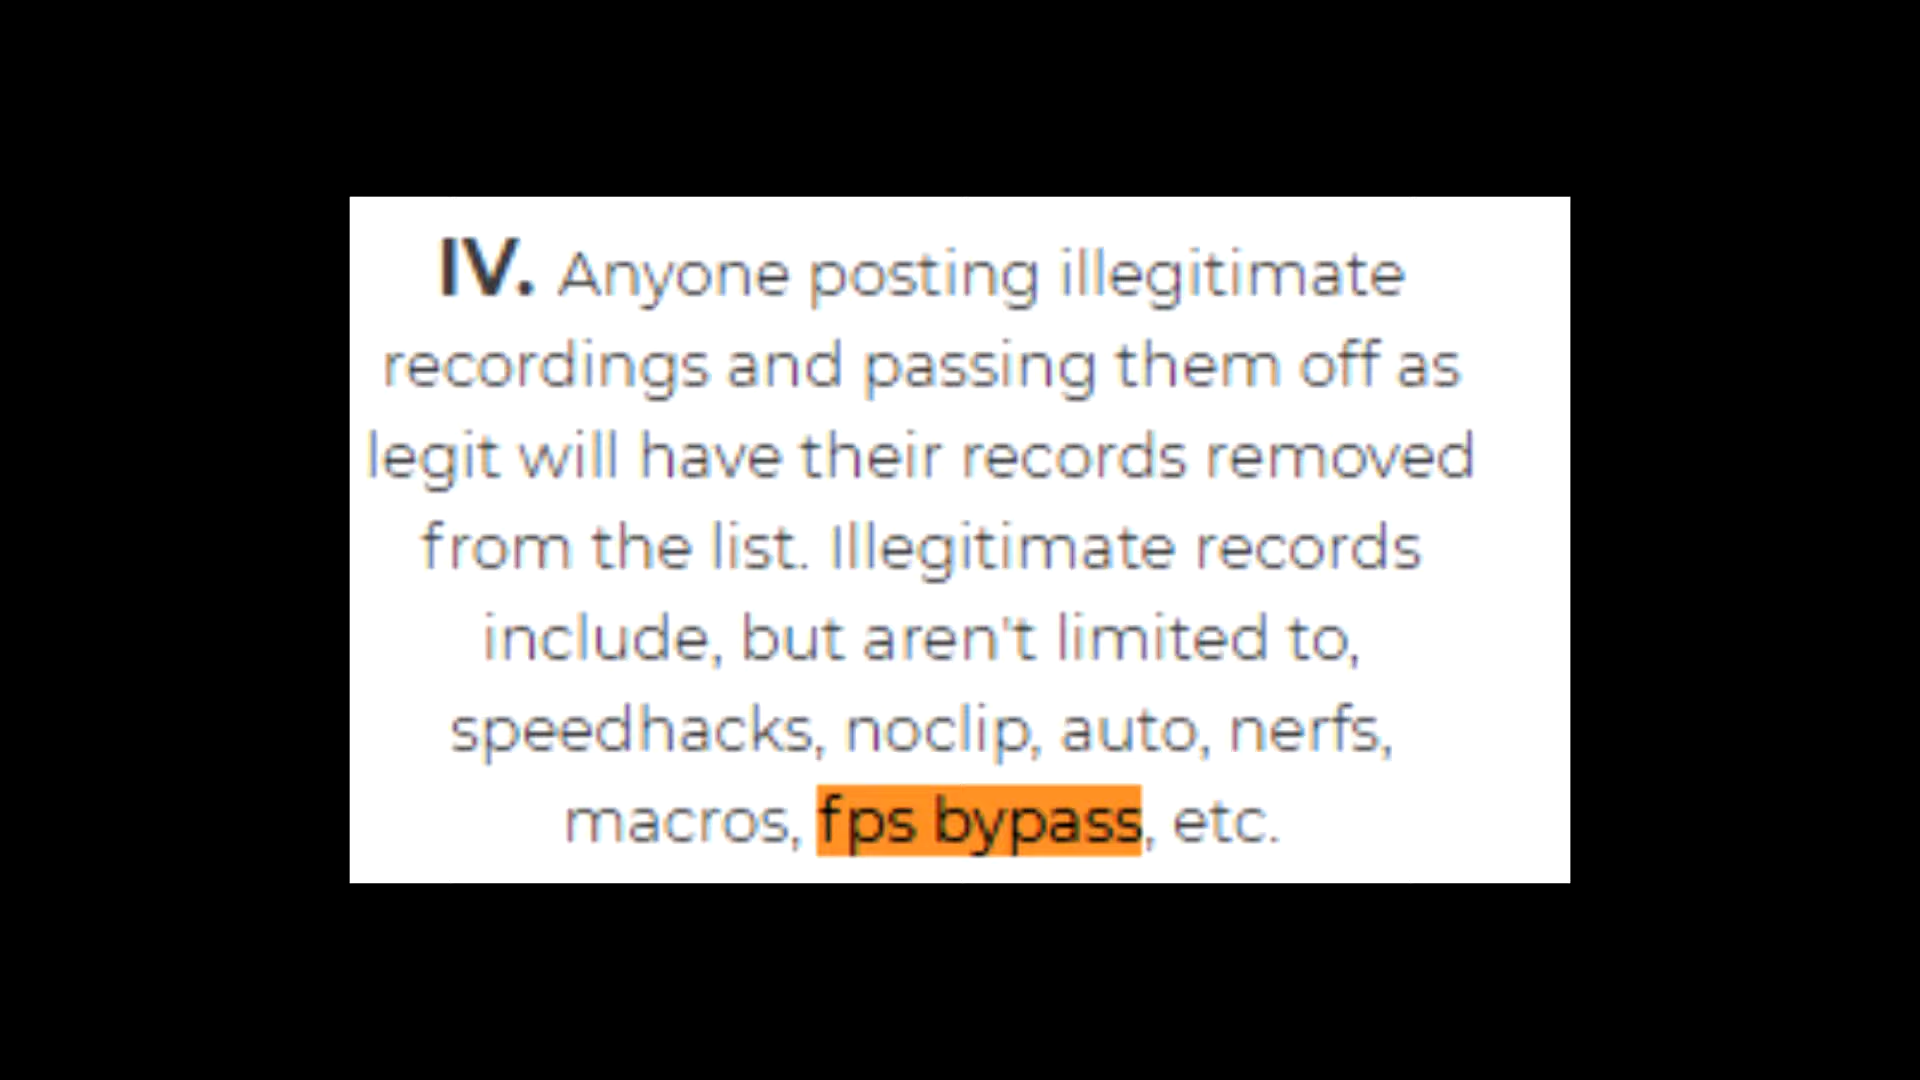 IV. Anyone posting illegitimate
recordings and passing them off as
legit will have their records removed
from the list. Illegitimate records
include, but aren't limited to,
speedhacks, noclip, auto, nerfs,
macros, fps bypass, etc.